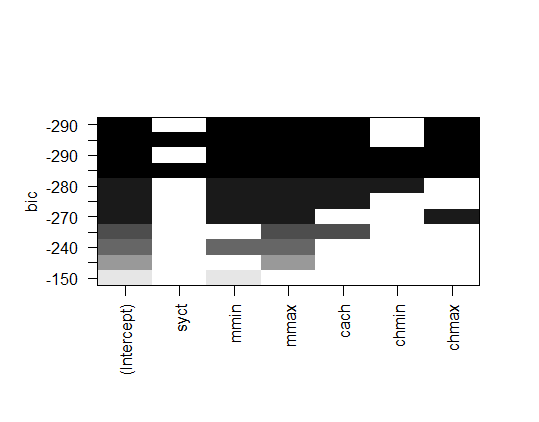 bic
-290
-290
-280
-270
-240
-150
(Intercept)
syct
mmin
mmax
cach
chmin
chmax